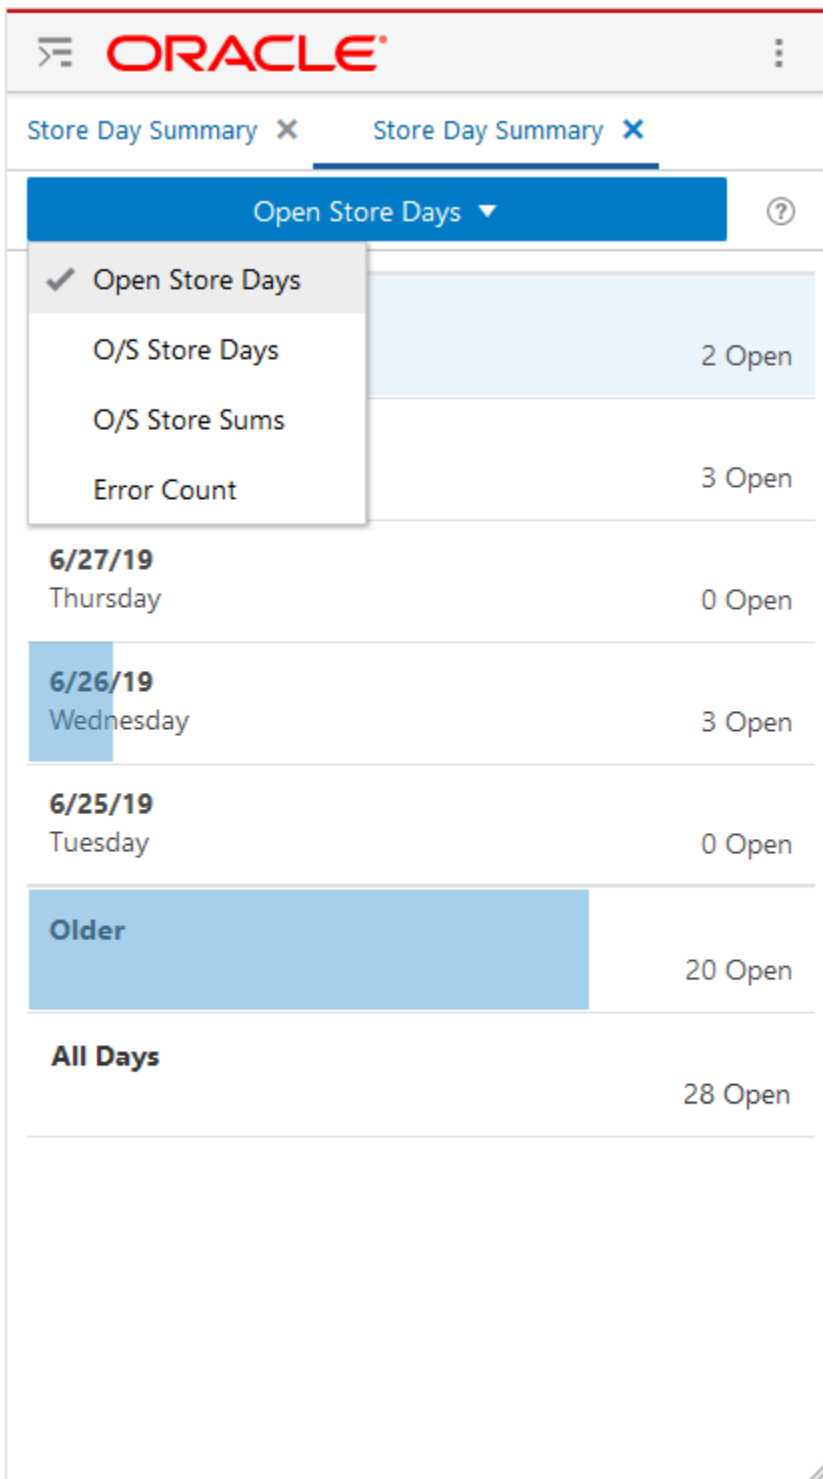 ORACLE
Store Day Summary
Store Day Summary
Open Store Days
?
Open Store Days
O/S Store Days
2 Open
O/S Store Sums
Error Count
3 Open
6/27/19
Thursday
0 Open
6/26/19
Wednesday
3 Open
6/25/19
Tuesday
0 Open
Older
20 Open
All Days
28 Open